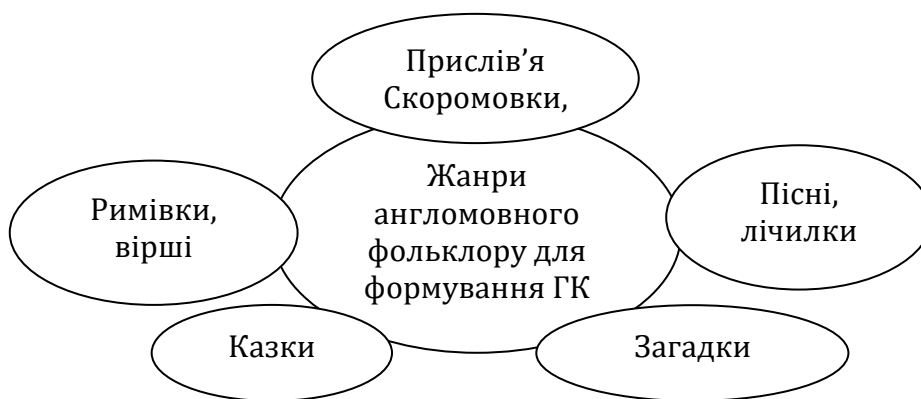 Прислів’я
Скоромовки,
Жанри
англомовного
фольклору для
формування ГК
Римівки,
вірші
Пісні,
лічилки
Казки
Загадки